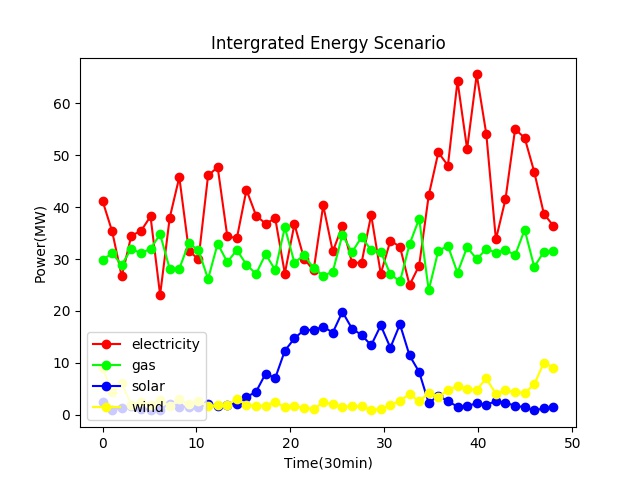 Intergrated Energy Scenario
Power(MW)
60
50
40
30
20
10
0
electricity
gas
solar
wind
0 10 20 30 40 50
Time(30min)